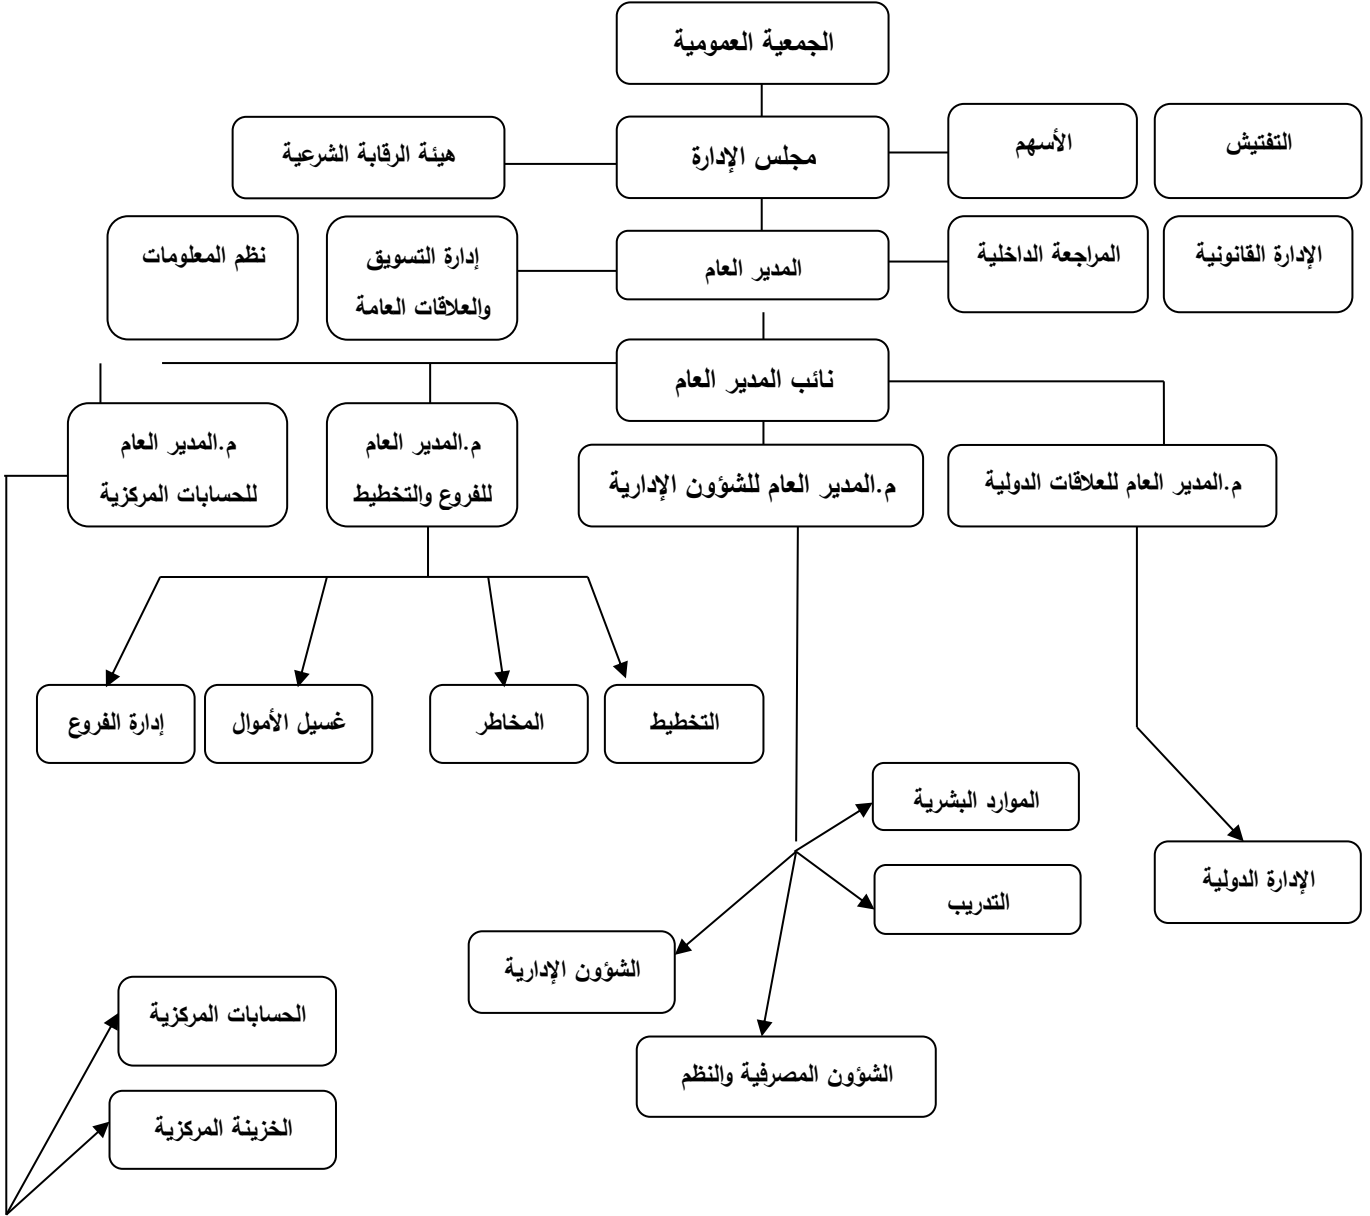 الجمعية العمومية
التفتيش
الأسهم
مجلس الإدارة
هيئة الرقابة الشرعية
الإدارة القانونية
المراجعة الداخلية
المدير العام
إدارة التسويق
والعلاقات العامة
نظم المعلومات
نائب المدير العام
م.المدير العام للعلاقات الدولية
م.المدير العام للشؤون الإدارية
م.المدير العام
للفروع والتخطيط
م.المدير العام
للحسابات المركزية
التخطيط
المخاطر
غسيل الأموال
إدارة الفروع
الموارد البشرية
الإدارة الدولية
التدريب
الشؤون الإدارية
الحسابات المركزية
الشؤون المصرفية والنظم
الخزينة المركزية